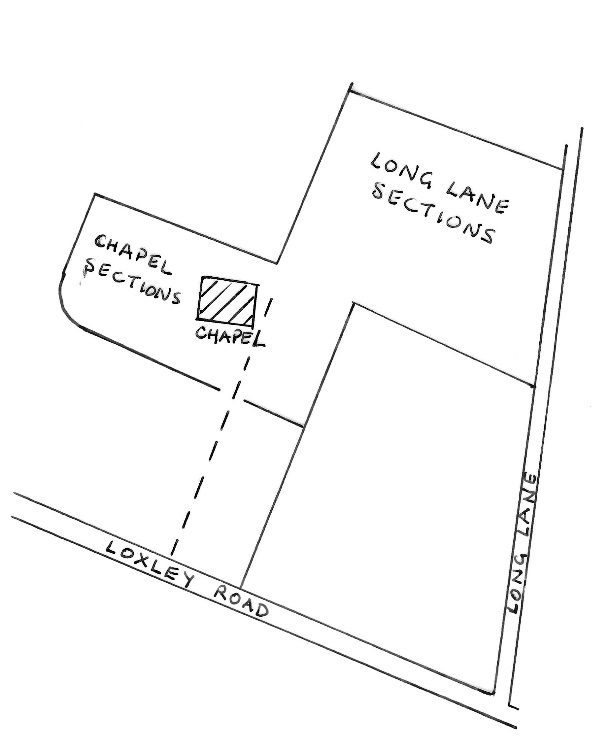 LONG LANE
SECTIONS
CHAPEL
SECTIONS
CHAPEL
LONG LANE
LOXLEY ROAD